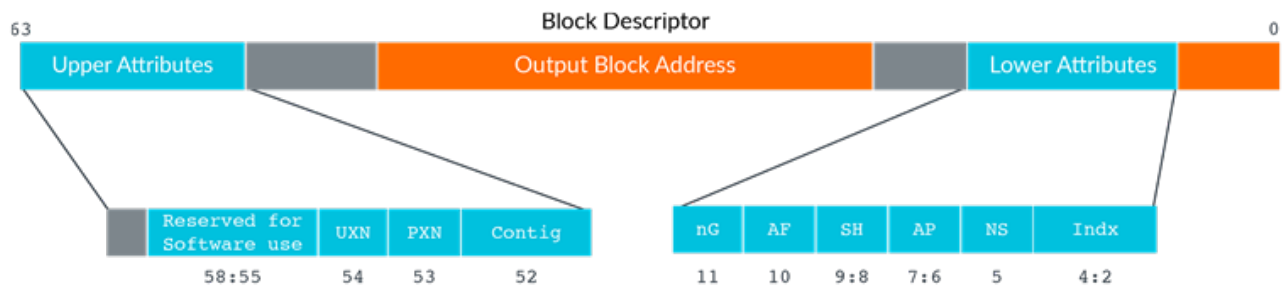 Block Descriptor
63 0
Upper Attributes Output Block Address Lower Attributes
Reserved for
Software use UXN PXN Contig nG AF SH AP NS Indx
58:55 54 53 52 11 10 9:8 7:6 5 4:2